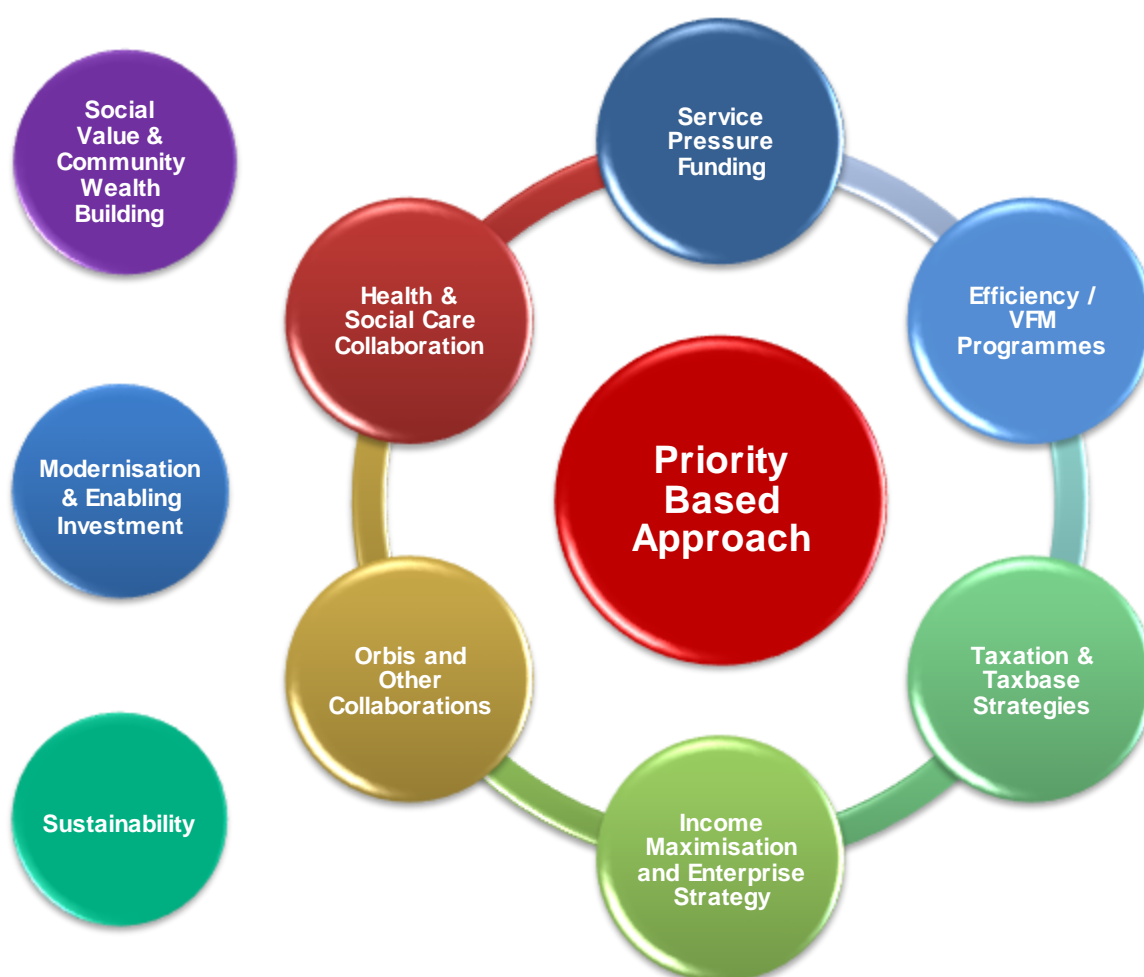 Social
Value &
Community
Wealth
Building
Modernisation
& Enabling
Investment
Sustainability
Service
Pressure
Funding
Efficiency /
VFM
Programmes
Taxation &
Taxbase
Strategies
Income
Maximisation
and Enterprise
Strategy
Orbis and
Other
Collaborations
Health &
Social Care
Collaboration
Priority
Based
Approach